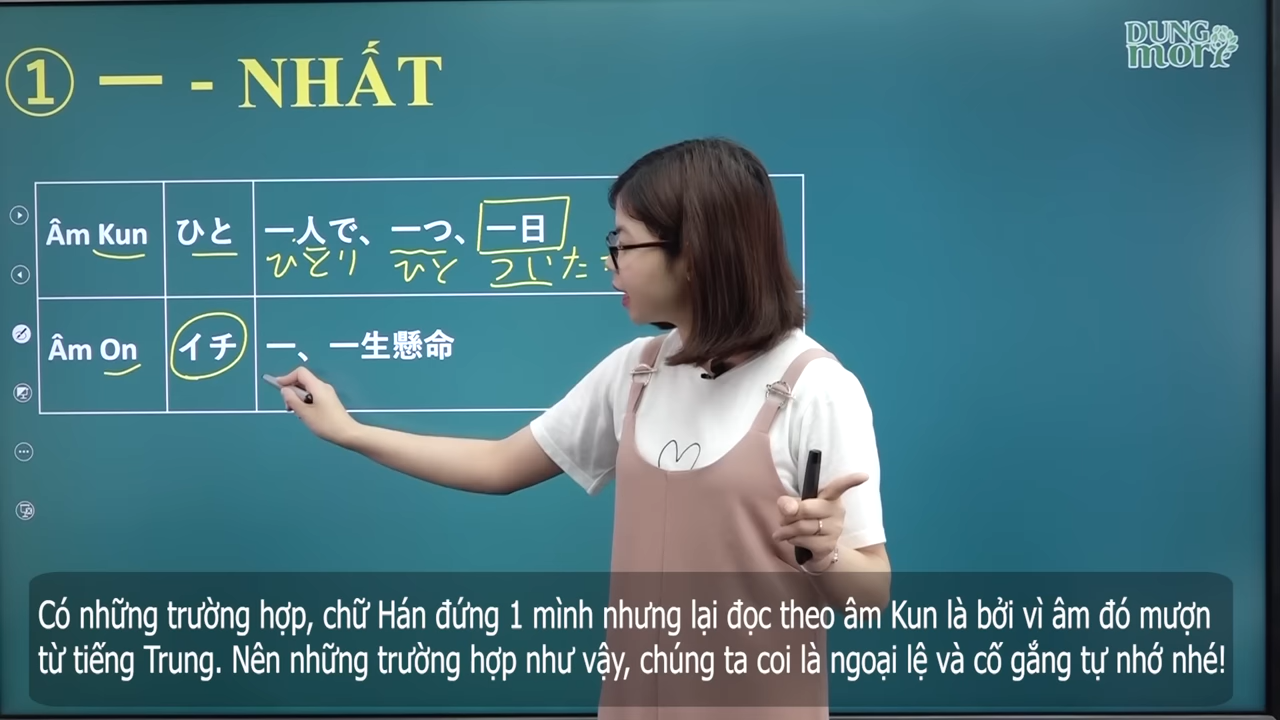 ① 一 - NHẤT
DUNG
mori
Âm Kun ひと 一人で、一つ、一日
ひとり ひと ついた
Âm On イチ 一、一生懸命
Có những trường hợp, chữ Hán đứng 1 mình nhưng lại đọc theo âm Kun là bởi vì âm đó mượn
từ tiếng Trung. Nên những trường hợp như vậy, chúng ta coi là ngoại lệ và cố gắng tự nhớ nhé!